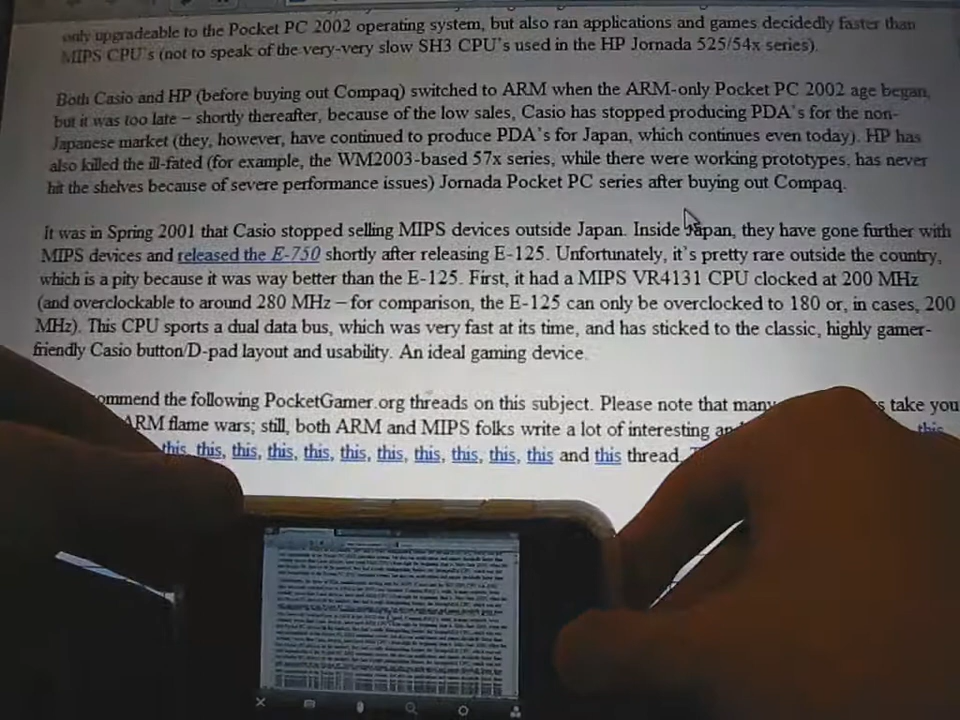 only upgradeable to the Pocket PC 2002 operating system, but also ran applications and games decidedly faster than
MIPS CPU's (not to speak of the very-very slow SH3 CPU's used in the HP Jornada 525/54x series).
Both Casio and HP (before buying out Compaq) switched to ARM when the ARM-only Pocket PC 2002 age began,
but it was too late – shortly thereafter, because of the low sales, Casio has stopped producing PDA's for the non-
Japanese market (they, however, have continued to produce PDA's for Japan, which continues even today). HP has
also killed the ill-fated (for example, the WM2003-based 57x series, while there were working prototypes, has never
hit the shelves because of severe performance issues) Jornada Pocket PC series after buying out Compaq.
It was in Spring 2001 that Casio stopped selling MIPS devices outside Japan. Inside Japan, they have gone further with
MIPS devices and released the E-750 shortly after releasing E-125. Unfortunately, it's pretty rare outside the country,
which is a pity because it was way better than the E-125. First, it had a MIPS VR4131 CPU clocked at 200 MHz
(and overclockable to around 280 MHz – for comparison, the E-125 can only be overclocked to 180 or, in cases, 200
MHz). This CPU sports a dual data bus, which was very fast at its time, and has sticked to the classic, highly gamer-
friendly Casio button/D-pad layout and usability. An ideal gaming device.
ommend the following PocketGamer.org threads on this subject. Please note that many s take you
ARM flame wars; still, both ARM and MIPS folks write a lot of interesting this
this, this, this, this, this, this, this, this, this, this, this and this thread.